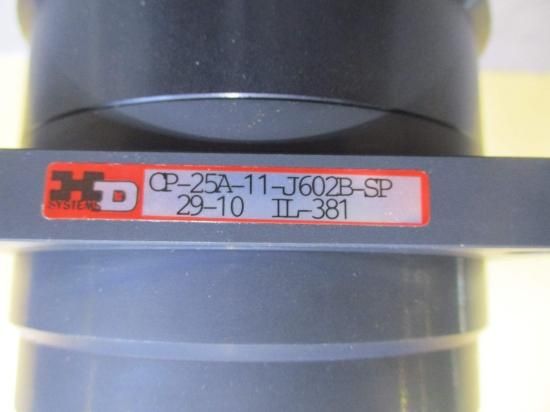 HD SYSTEMS
CP-25A-11-J602B-SP
29-10 IL-381